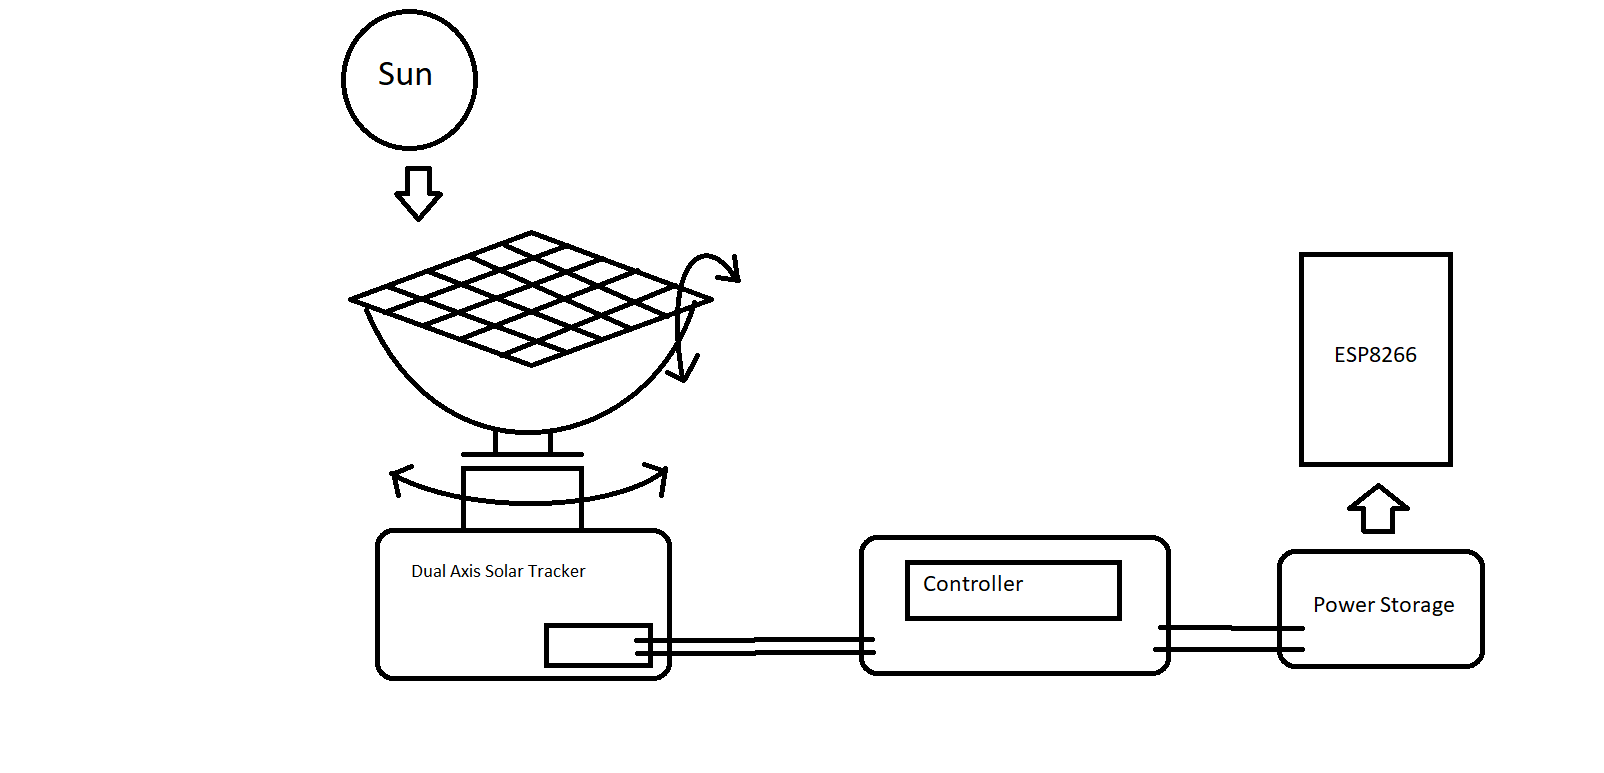 Sun
ESP8266
Dual Axis Solar Tracker
Controller
Power Storage